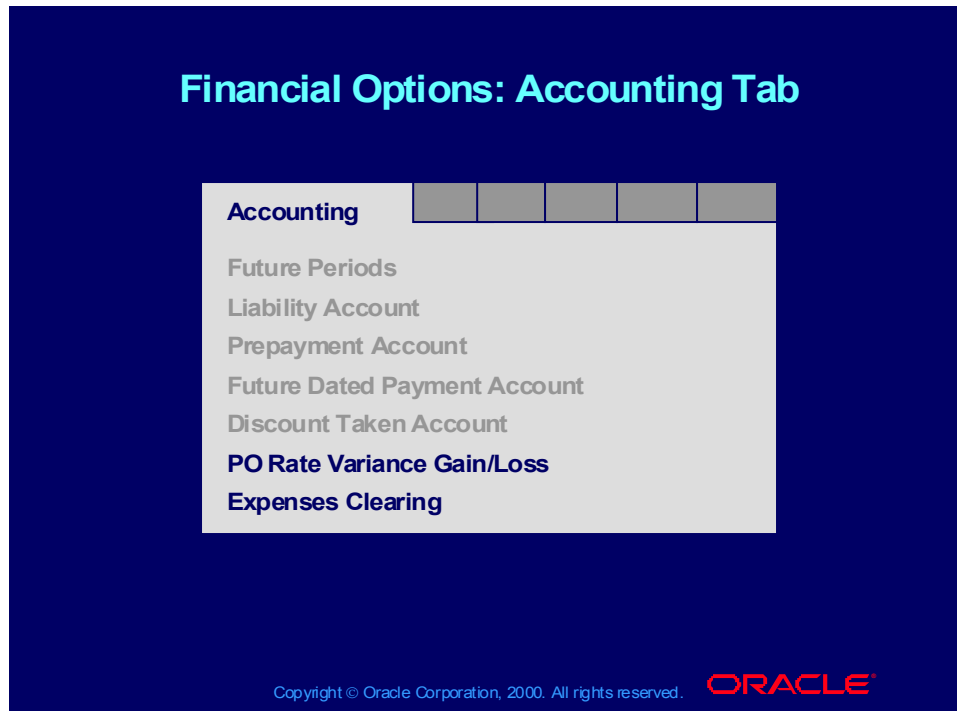 Financial Options: Accounting Tab
Accounting
Future Periods
Liability Account
Prepayment Account
Future Dated Payment Account
Discount Taken Account
PO Rate Variance Gain/Loss
Expenses Clearing
Copyright © Oracle Corporation, 2000. All rights reserved.
ORACLE®